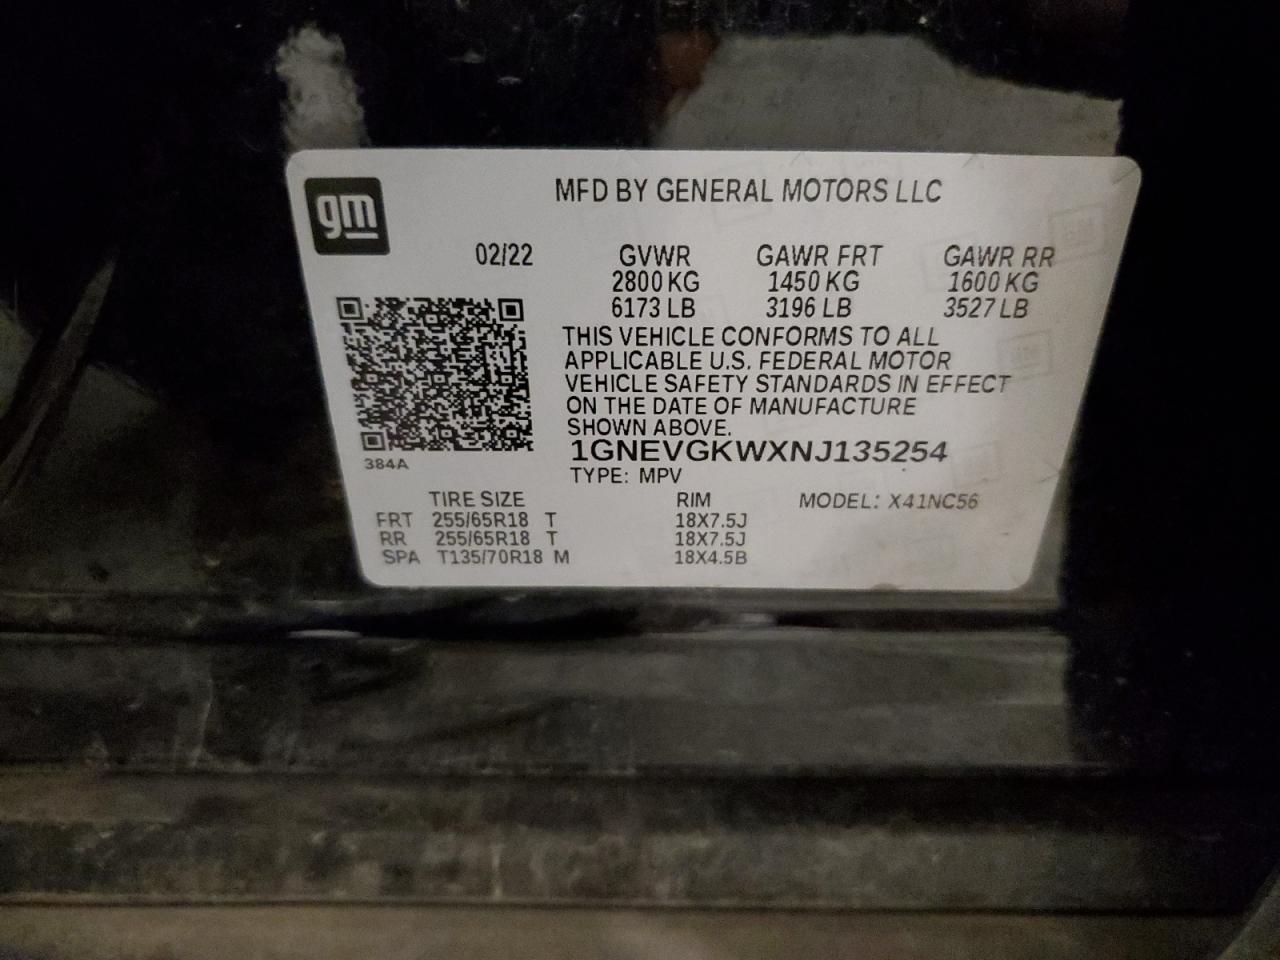 gm
MFD BY GENERAL MOTORS LLC
02/22 GVWR GAWR FRT GAWR RR
2800 KG 1450 KG 1600 KG
6173 LB 3196 LB 3527 LB
THIS VEHICLE CONFORMS TO ALL
APPLICABLE U.S. FEDERAL MOTOR
VEHICLE SAFETY STANDARDS IN EFFECT
ON THE DATE OF MANUFACTURE
SHOWN ABOVE.
1GNEVGKWXNJ135254
384A
TYPE: MPV
TIRE SIZE RIM MODEL: X41NC56
FRT 255/65R18 T 18X7.5J
RR 255/65R18 T 18X7.5J
SPA T135/70R18 M 18X4.5B